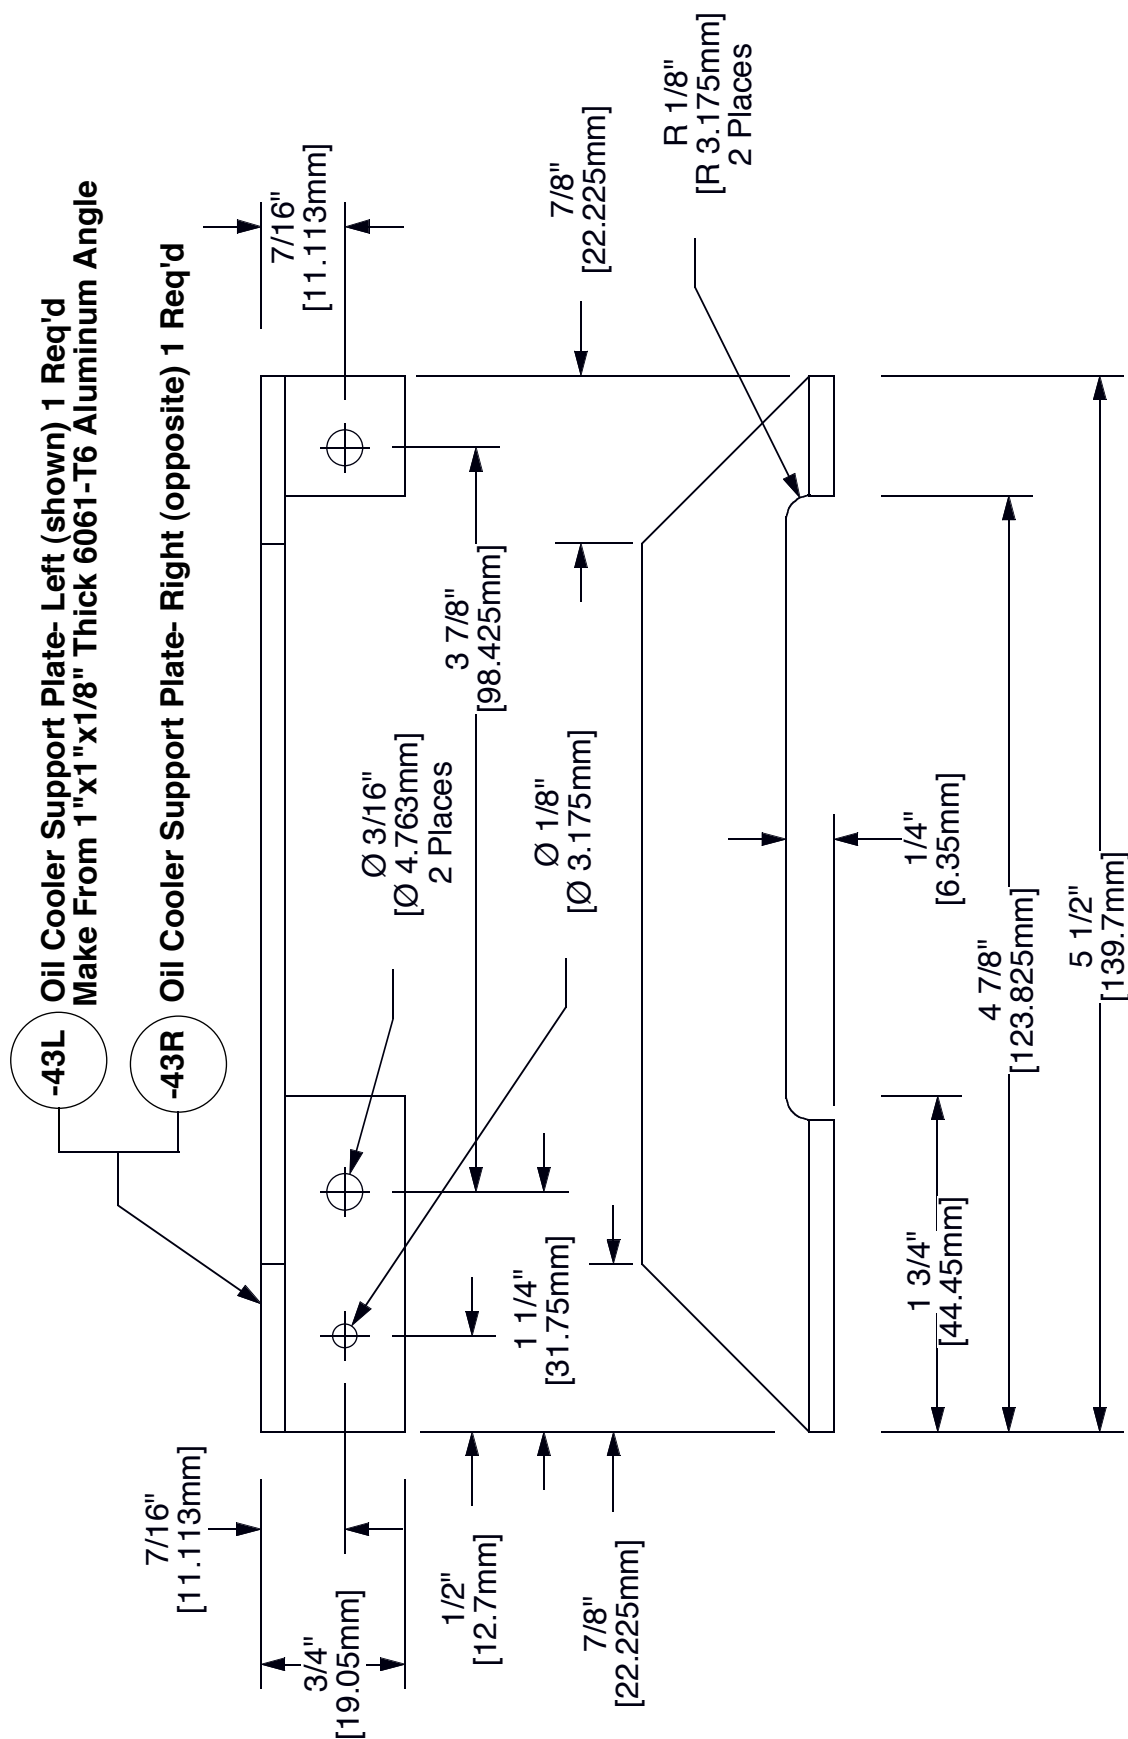 -43L Oil Cooler Support Plate- Left (shown) 1 Req'd
Make From 1"x1"x1/8" Thick 6061-T6 Aluminum Angle
-43R Oil Cooler Support Plate- Right (opposite) 1 Req'd
7/16"
[11.113mm]
3/4"
[19.05mm]
7/16"
[11.113mm]
Ø 3/16"
[Ø 4.763mm]
2 Places
3 7/8"
[98.425mm]
1/2"
[12.7mm]
1 1/4"
[31.75mm]
Ø 1/8"
[Ø 3.175mm]
7/8"
[22.225mm]
7/8"
[22.225mm]
R 1/8"
[R 3.175mm]
2 Places
1/4"
[6.35mm]
1 3/4"
[44.45mm]
4 7/8"
[123.825mm]
5 1/2"
[139.7mm]